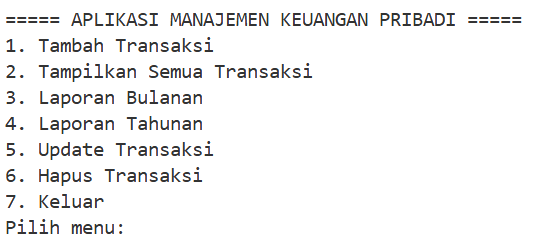 ===== APLIKASI MANAJEMEN KEUANGAN PRIBADI =====
1. Tambah Transaksi
2. Tampilkan Semua Transaksi
3. Laporan Bulanan
4. Laporan Tahunan
5. Update Transaksi
6. Hapus Transaksi
7. Keluar
Pilih menu: